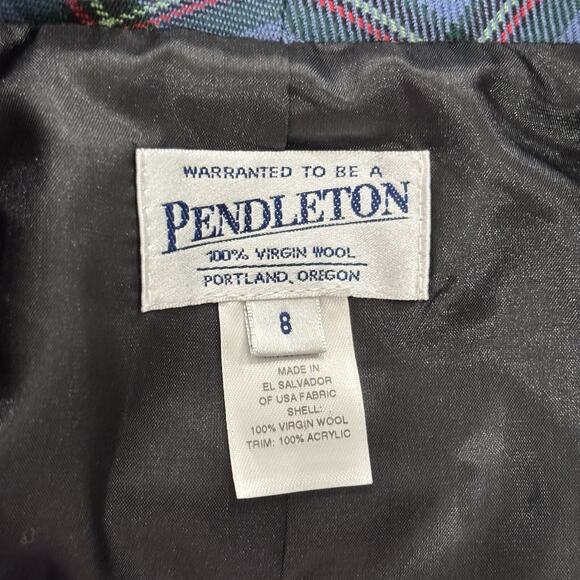 WARRANTED TO BE A
PENDLETON
100% VIRGIN WOOL
PORTLAND, OREGON
8
MADE IN
EL SALVADOR
OF USA FABRIC
SHELL:
100% VIRGIN WOOL
TRIM: 100% ACRYLIC